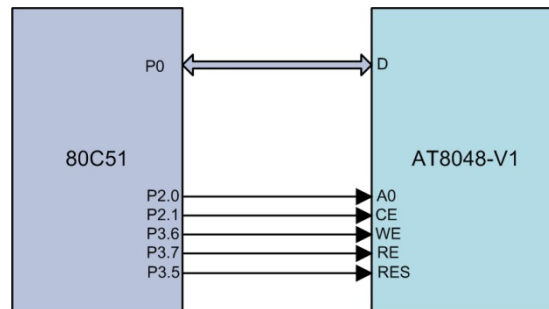 P0 D
80C51 AT8048-V1
P2.0 A0
P2.1 CE
P3.6 WE
P3.7 RE
P3.5 RES